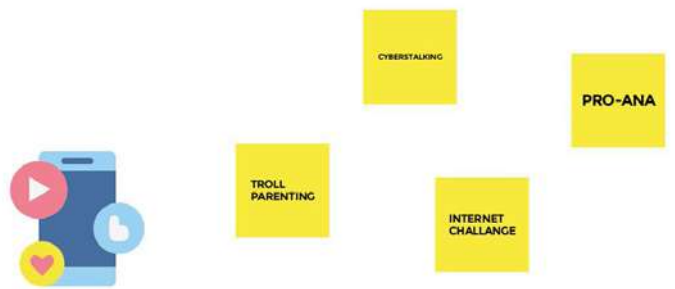 CYBERSTALKING
PRO-ANA
TROLL
PARENTING
INTERNET
CHALLANGE